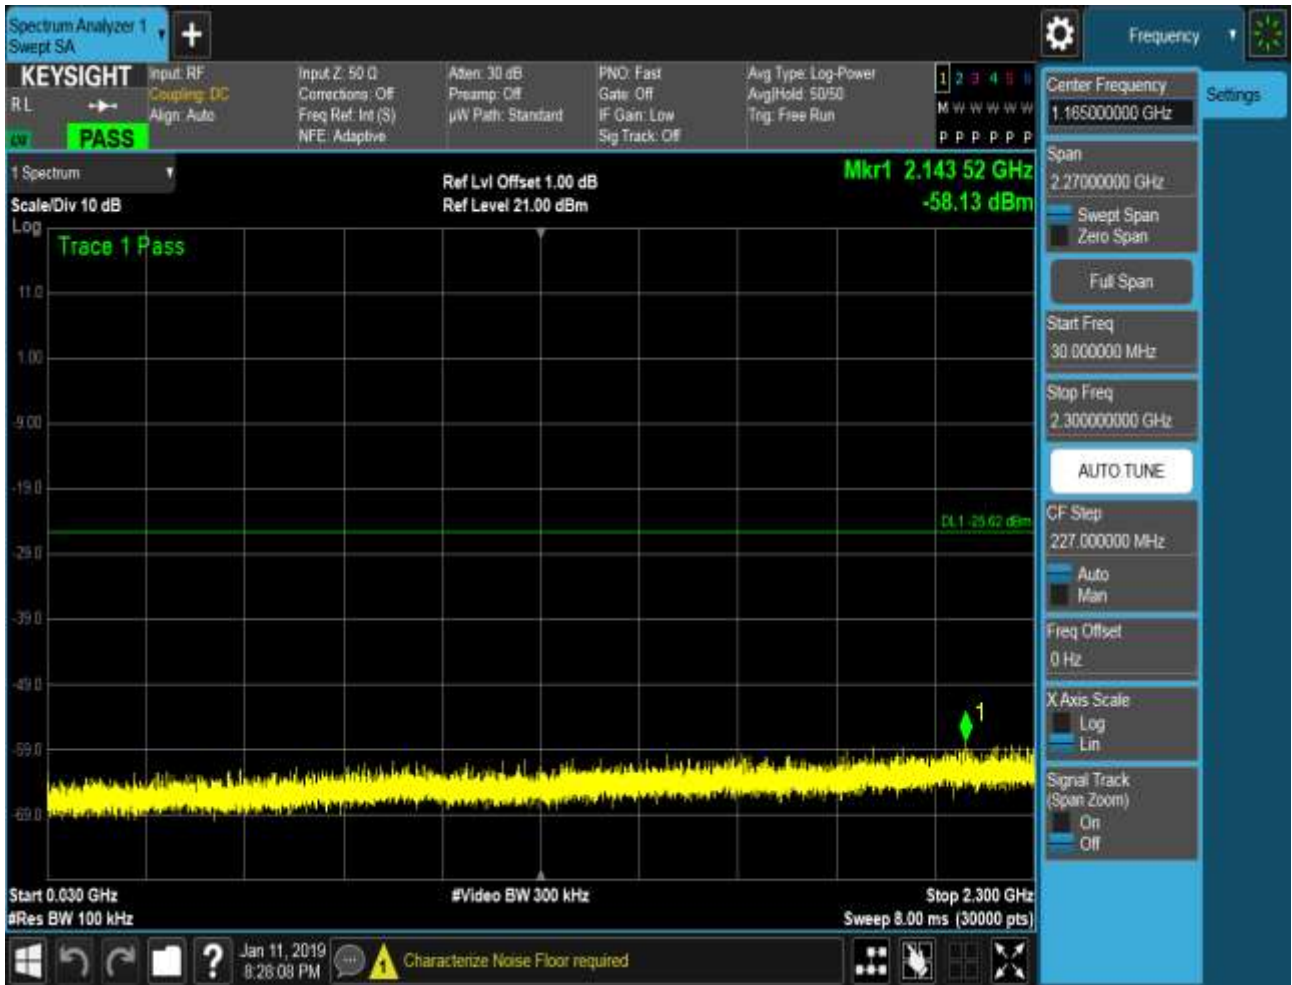 Spectrum Analyzer 1
Swept SA
Frequency
KEYSIGHT
R L
PASS
Input: RF
Coupling: DC
Align: Auto
Input Z: 50 Ω
Corrections: Off
Freq Ref: Int (S)
NFE: Adaptive
Atten: 30 dB
Preamp: Off
µW Path: Standard
PNO: Fast
Gate: Off
IF Gain: Low
Sig Track: Off
Avg Type: Log-Power
Avg|Hold: 50/50
Trig: Free Run
1 2 3 4 5 6
M W W W W W
P P P P P P
1 Spectrum
Scale/Div 10 dB
Ref Lvl Offset 1.00 dB
Ref Level 21.00 dBm
Mkr1 2.143 52 GHz
-58.13 dBm
Log
Trace 1 Pass
11.0
1.00
-9.00
-19.0
DL1 -25.62 dBm
-29.0
-39.0
-49.0
1
-59.0
-69.0
Start 0.030 GHz
#Video BW 300 kHz
Stop 2.300 GHz
#Res BW 100 kHz
Sweep 8.00 ms (30000 pts)
Jan 11, 2019
8:28:08 PM
Characterize Noise Floor required
Center Frequency
1.165000000 GHz
Settings
Span
2.27000000 GHz
Swept Span
Zero Span
Full Span
Start Freq
30.000000 MHz
Stop Freq
2.300000000 GHz
AUTO TUNE
CF Step
227.000000 MHz
Auto
Man
Freq Offset
0 Hz
X Axis Scale
Log
Lin
Signal Track
(Span Zoom)
On
Off